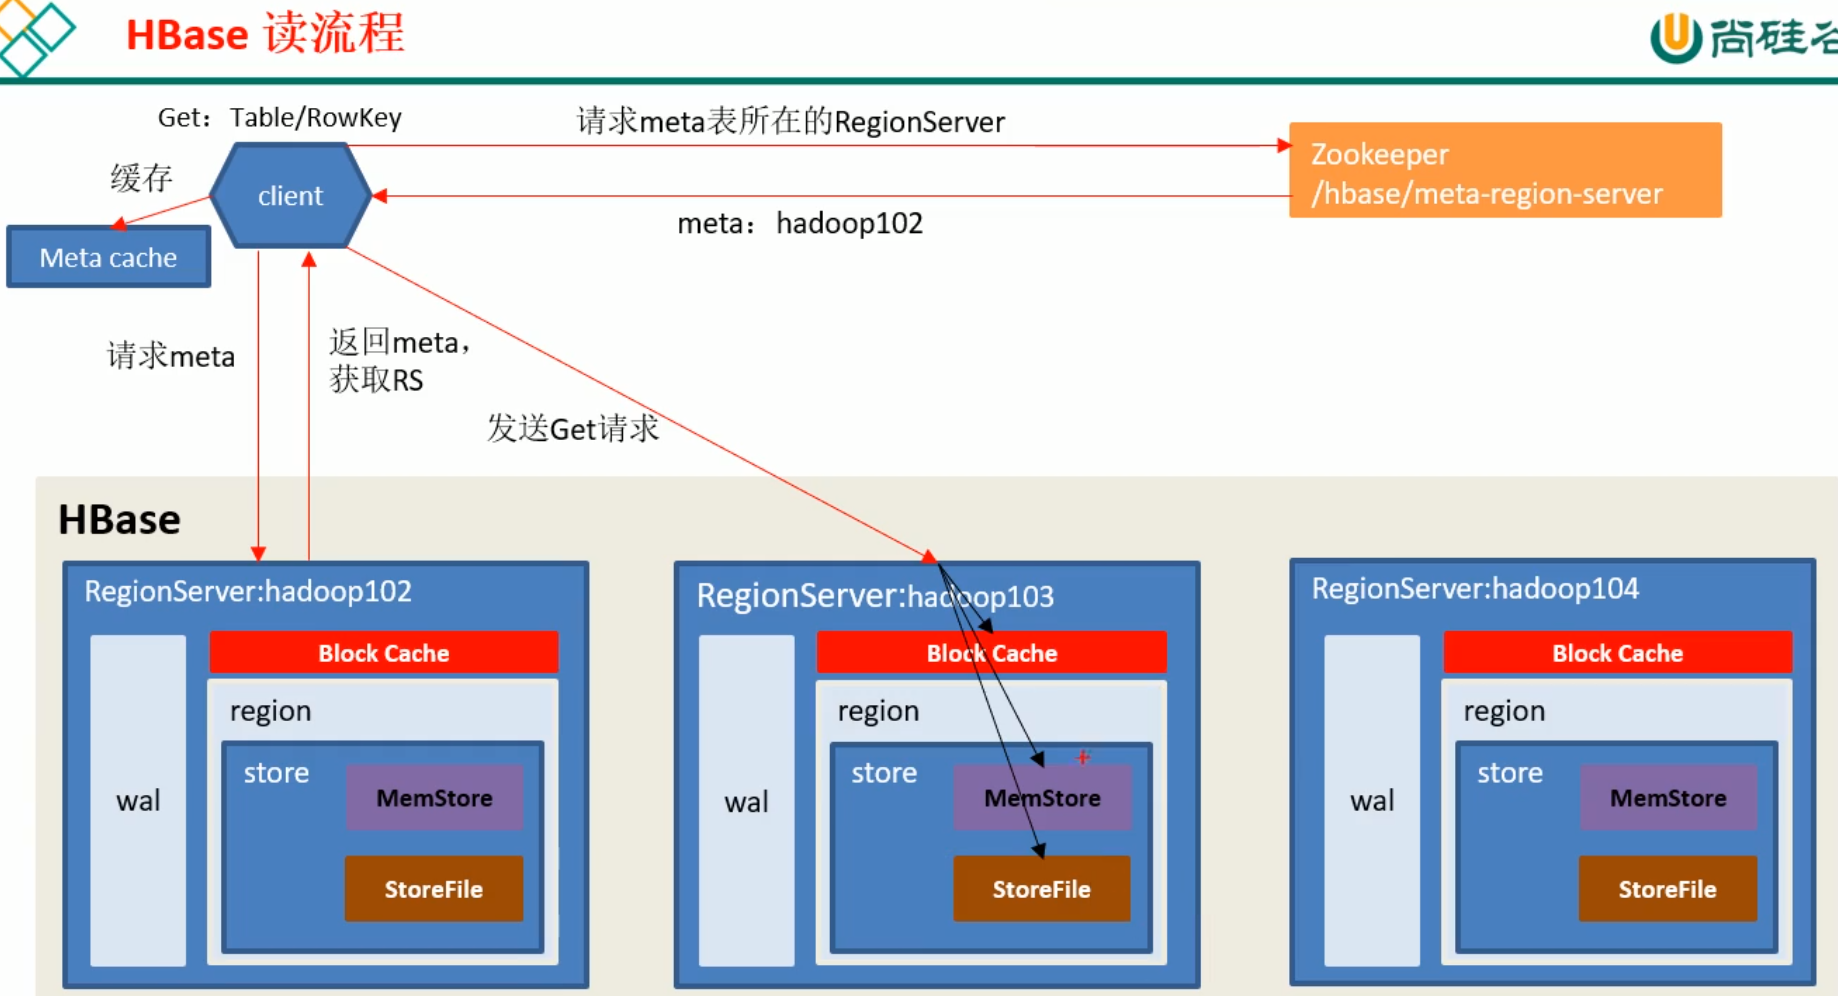 HBase 读流程
尚硅谷
Get：Table/RowKey
请求meta表所在的RegionServer
Zookeeper
/hbase/meta-region-server
缓存
client
meta：hadoop102
Meta cache
请求meta
返回meta，
获取RS
发送Get请求
HBase
RegionServer:hadoop102
Block Cache
region
store
MemStore
wal
StoreFile
RegionServer:hadoop103
Block Cache
region
store
MemStore
wal
StoreFile
RegionServer:hadoop104
Block Cache
region
store
MemStore
wal
StoreFile